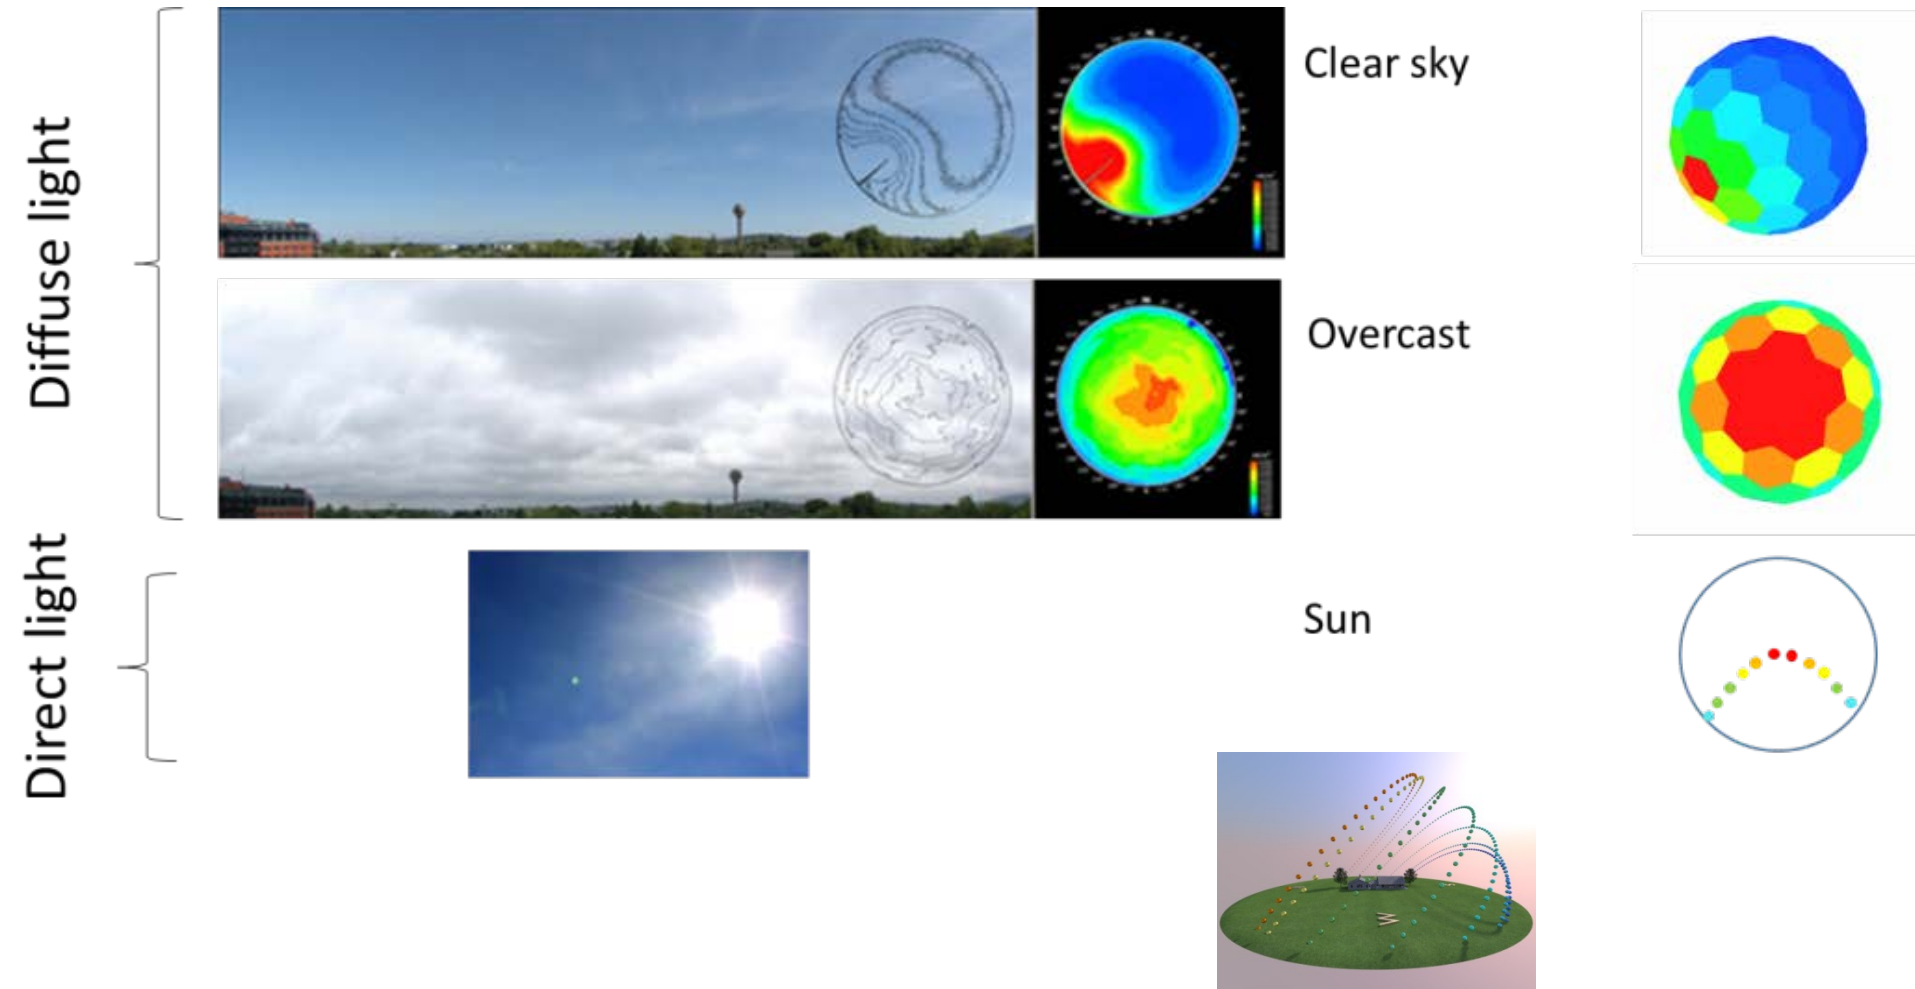 Diffuse light
Clear sky
Overcast
Direct light
Sun
W